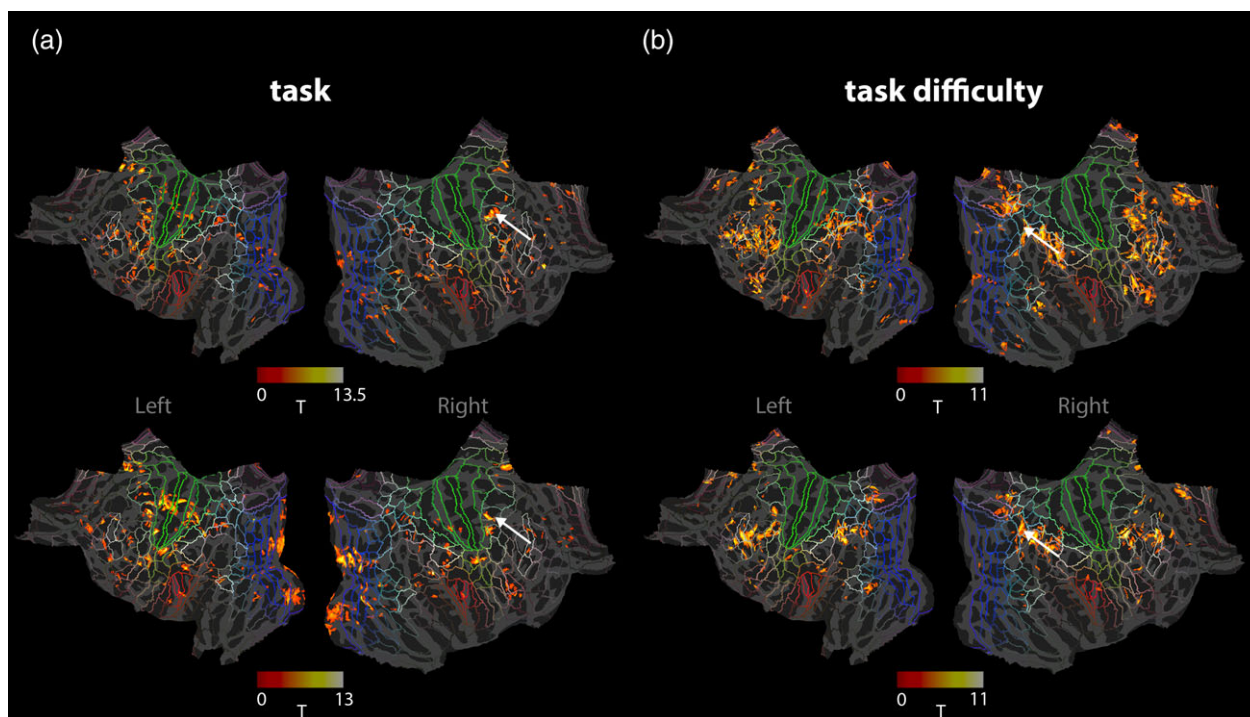 (a)
(b)
task
task difficulty
0 13.5
T
0 11
T
Left
Right
Left
Right
0 13
T
0 11
T